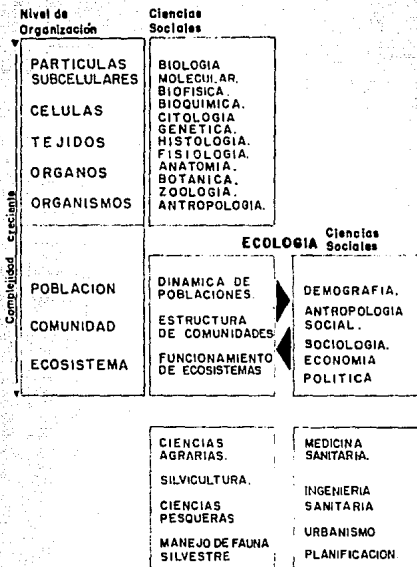 Nivel de
Organización
Ciencias
Sociales
PARTICULAS
SUBCELULARES
CELULAS
TEJIDOS
ORGANOS
ORGANISMOS
BIOLOGIA
MOLECULAR.
BIOFISICA.
BIOQUIMICA.
CITOLOGIA
GENETICA.
HISTOLOGIA.
FISIOLOGIA.
ANATOMIA.
BOTANICA.
ZOOLOGIA.
ANTROPOLOGIA.
Complejidad creciente
ECOLOGIA
Ciencias
Sociales
POBLACION
COMUNIDAD
ECOSISTEMA
DINAMICA DE
POBLACIONES.
ESTRUCTURA
DE COMUNIDADES
FUNCIONAMIENTO
DE ECOSISTEMAS
DEMOGRAFIA.
ANTROPOLOGIA
SOCIAL.
SOCIOLOGIA.
ECONOMIA
POLITICA
CIENCIAS
AGRARIAS.
SILVICULTURA.
CIENCIAS
PESQUERAS
MANEJO DE FAUNA
SILVESTRE
MEDICINA
SANITARIA.
INGENIERIA
SANITARIA
URBANISMO
PLANIFICACION.